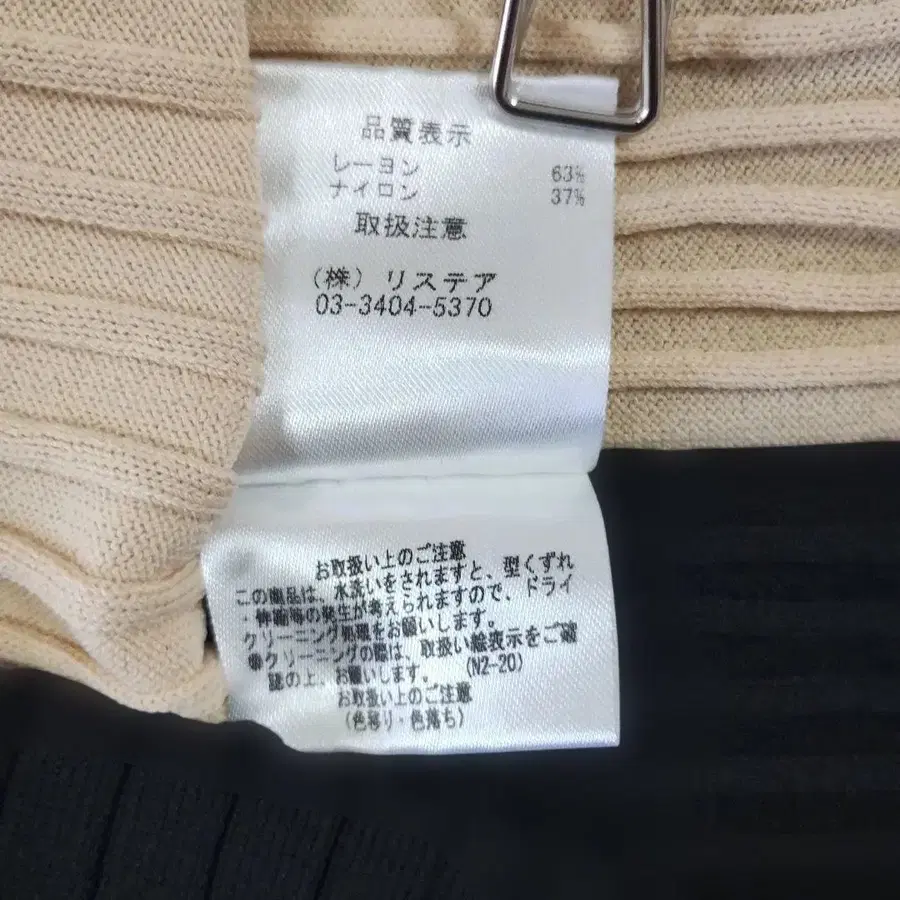 品質表示
レーヨン 63%
ナイロン 37%
取扱注意
(株) リステア
03-3404-5370
お取扱い上のご注意
この商品は、水洗いをされますと、型くずれ
・伸縮等の発生が考えられますので、ドライ
クリーニング処理をお願いします。
※クリーニングの際は、取扱い絵表示をご確
認の上、お願いします。 (N2-20)
お取扱い上のご注意
(色移り・色落ち)